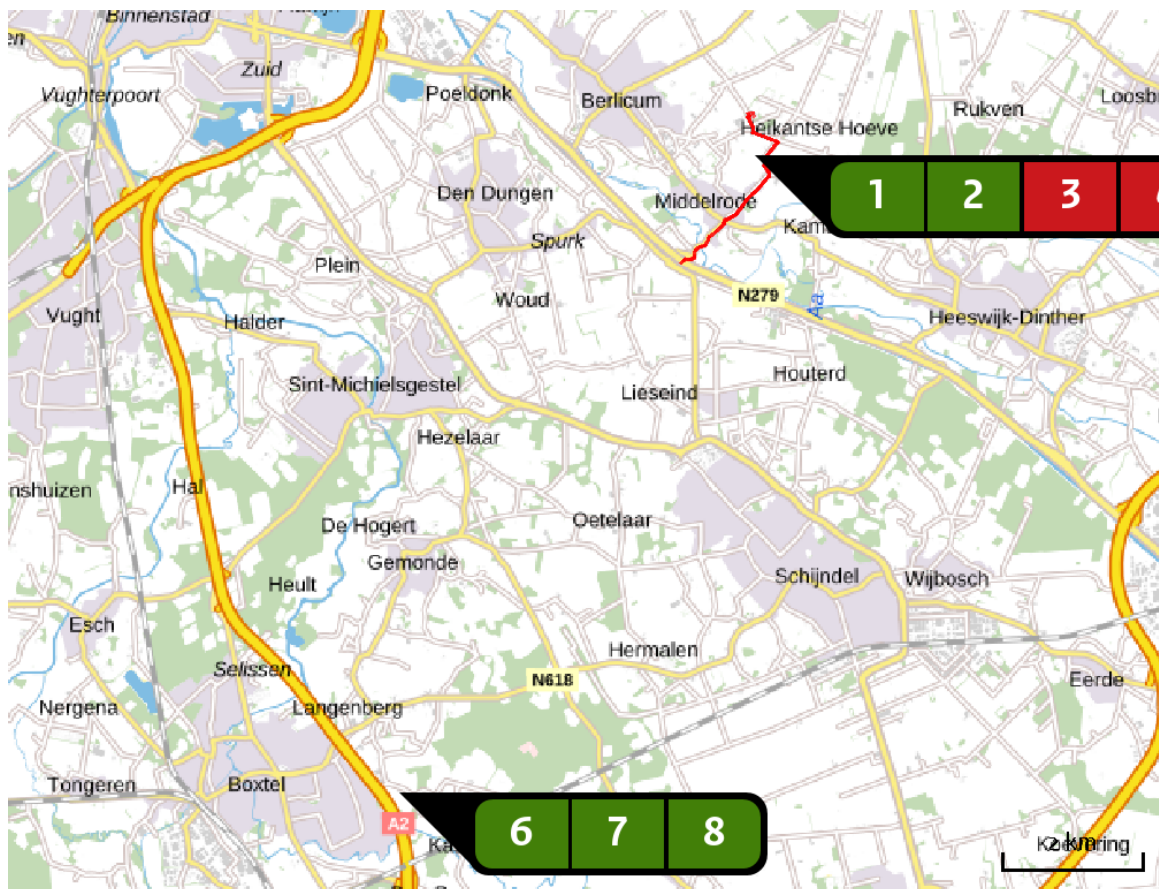 Binnenstad
Zuid
Vughterpoort
Poeldonk
Berlicum
Rukven
Heikantse Hoeve
1 2 3
Den Dungen
Middelrode
Spurk
Plein
Woud
N279
Aa
Vught
Halder
Heeswijk-Dinther
Sint-Michielsgestel
Lieseind
Houterd
Hezelaar
nshuizen
Hal
De Hogert
Oetelaar
Gemonde
Heult
Schijndel
Wijbosch
Esch
Hermalen
Selissen
N618
Eerde
Nergena
Langenberg
Tongeren
Boxtel
A2
6 7 8
2 km